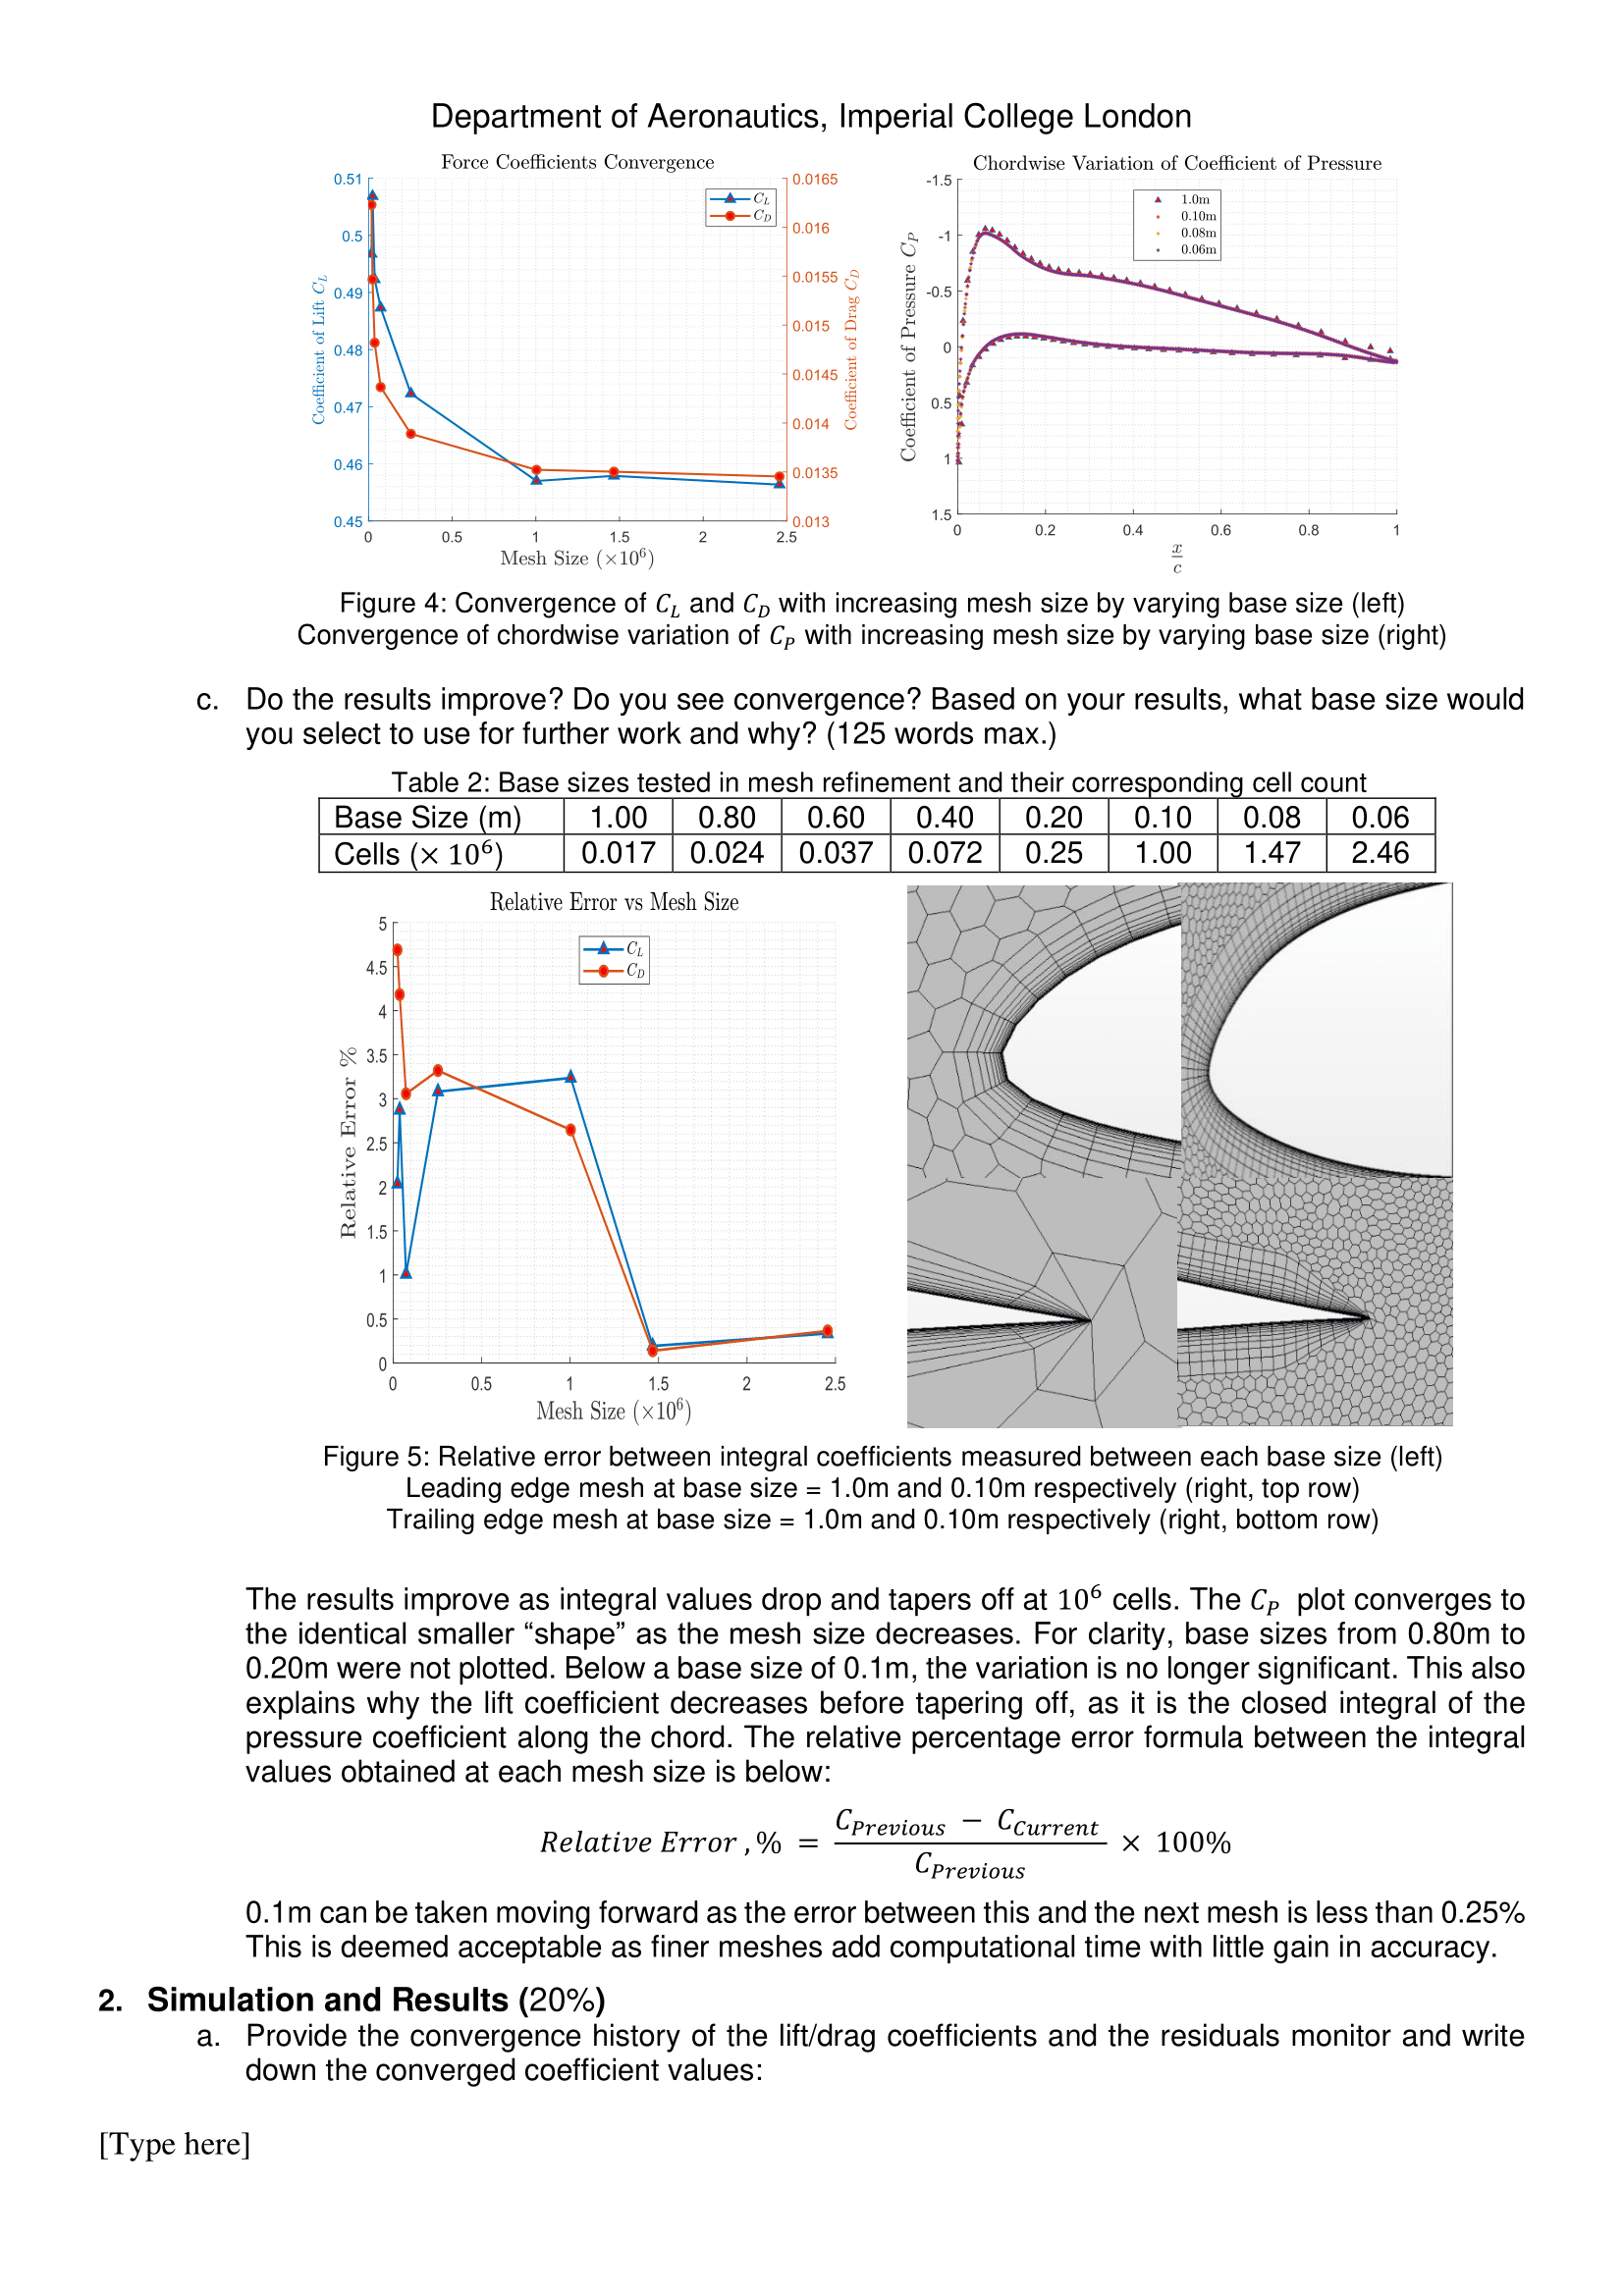 Department of Aeronautics, Imperial College London
Force Coefficients Convergence
0.51
0.5
0.49
0.48
0.47
0.46
0.45
Coefficient of Lift C_L
C_L
C_D
0.0165
0.016
0.0155
0.015
0.0145
0.014
0.0135
0.013
Coefficient of Drag C_D
0 0.5 1 1.5 2 2.5
Mesh Size (×10⁶)
Chordwise Variation of Coefficient of Pressure
-1.5
-1
-0.5
0
0.5
1
1.5
Coefficient of Pressure C_P
1.0m
0.10m
0.08m
0.06m
0 0.2 0.4 0.6 0.8 1
x
c
Figure 4: Convergence of C_L and C_D with increasing mesh size by varying base size (left)
Convergence of chordwise variation of C_P with increasing mesh size by varying base size (right)
c. Do the results improve? Do you see convergence? Based on your results, what base size would
you select to use for further work and why? (125 words max.)
Table 2: Base sizes tested in mesh refinement and their corresponding cell count
Base Size (m) 1.00 0.80 0.60 0.40 0.20 0.10 0.08 0.06
Cells (× 10⁶) 0.017 0.024 0.037 0.072 0.25 1.00 1.47 2.46
Relative Error vs Mesh Size
5
4.5
4
3.5
3
2.5
2
1.5
1
0.5
0
Relative Error %
C_L
C_D
0 0.5 1 1.5 2 2.5
Mesh Size (×10⁶)
Figure 5: Relative error between integral coefficients measured between each base size (left)
Leading edge mesh at base size = 1.0m and 0.10m respectively (right, top row)
Trailing edge mesh at base size = 1.0m and 0.10m respectively (right, bottom row)
The results improve as integral values drop and tapers off at 10⁶ cells. The C_P plot converges to
the identical smaller “shape” as the mesh size decreases. For clarity, base sizes from 0.80m to
0.20m were not plotted. Below a base size of 0.1m, the variation is no longer significant. This also
explains why the lift coefficient decreases before tapering off, as it is the closed integral of the
pressure coefficient along the chord. The relative percentage error formula between the integral
values obtained at each mesh size is below:
C_Previous − C_Current
Relative Error ,% = × 100%
C_Previous
0.1m can be taken moving forward as the error between this and the next mesh is less than 0.25%
This is deemed acceptable as finer meshes add computational time with little gain in accuracy.
2. Simulation and Results (20%)
a. Provide the convergence history of the lift/drag coefficients and the residuals monitor and write
down the converged coefficient values:
[Type here]